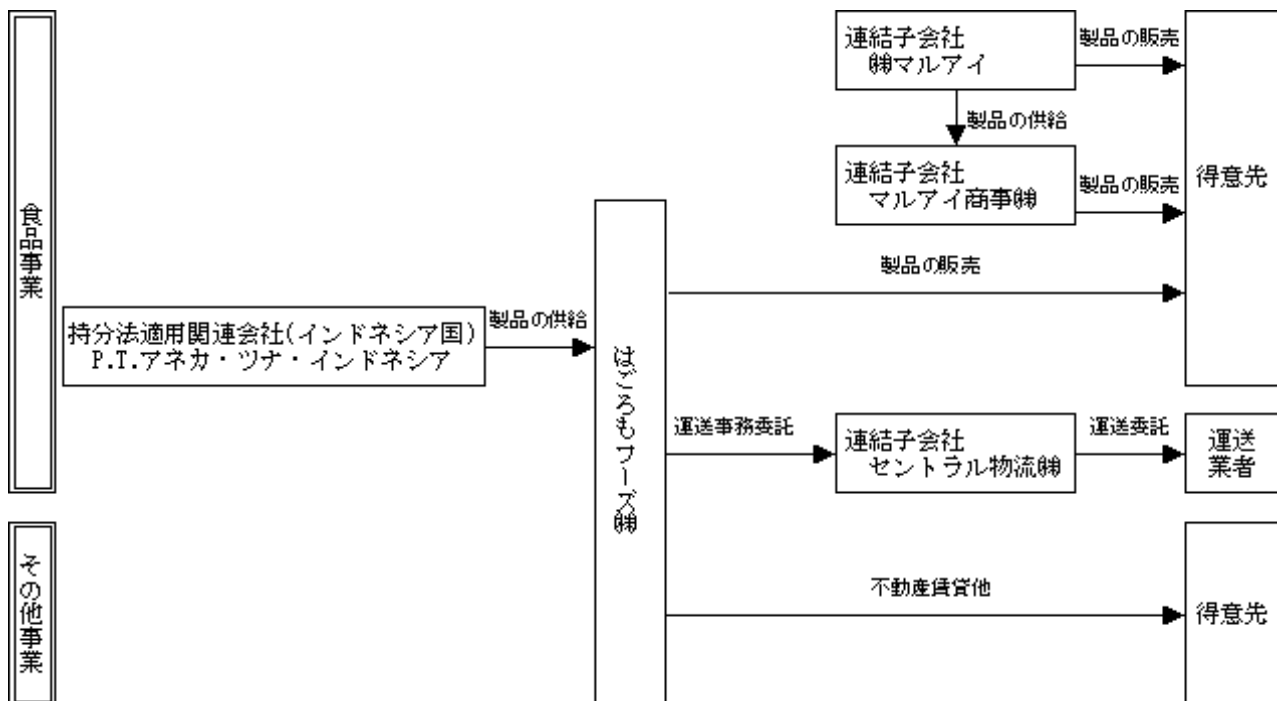 食品事業
連結子会社
㈱マルアイ
製品の販売
製品の供給
連結子会社
マルアイ商事㈱
製品の販売
得意先
製品の販売
持分法適用関連会社(インドネシア国)
P.T.アネカ・ツナ・インドネシア
製品の供給
はごろもフーズ㈱
運送事務委託
連結子会社
セントラル物流㈱
運送委託
運送
業者
その他事業
不動産賃貸他
得意先